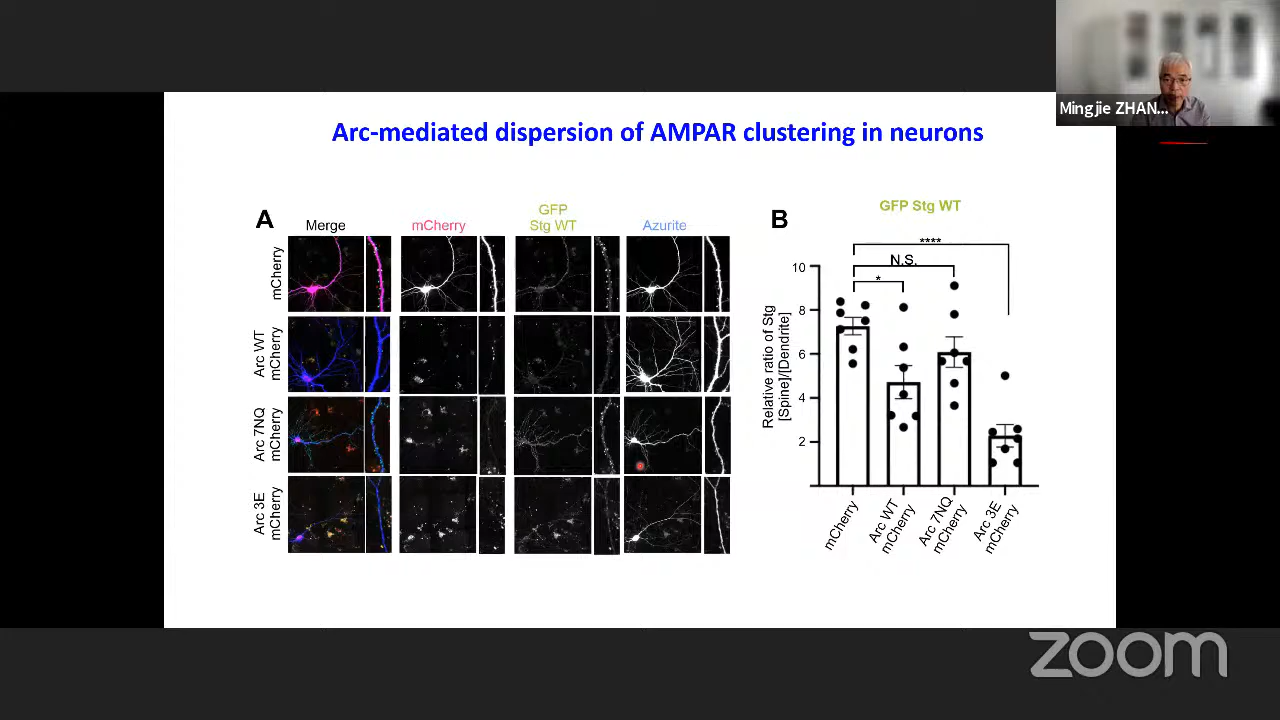 Mingjie ZHAN...
Arc-mediated dispersion of AMPAR clustering in neurons
A
Merge
mCherry
GFP
Stg WT
Azurite
mCherry
Arc WT
mCherry
Arc 7NQ
mCherry
Arc 3E
mCherry
B
GFP Stg WT
****
N.S.
*
10
8
6
4
2
Relative ratio of Stg
[Spine]/[Dendrite]
mCherry
Arc WT
mCherry
Arc 7NQ
mCherry
Arc 3E
mCherry
zoom